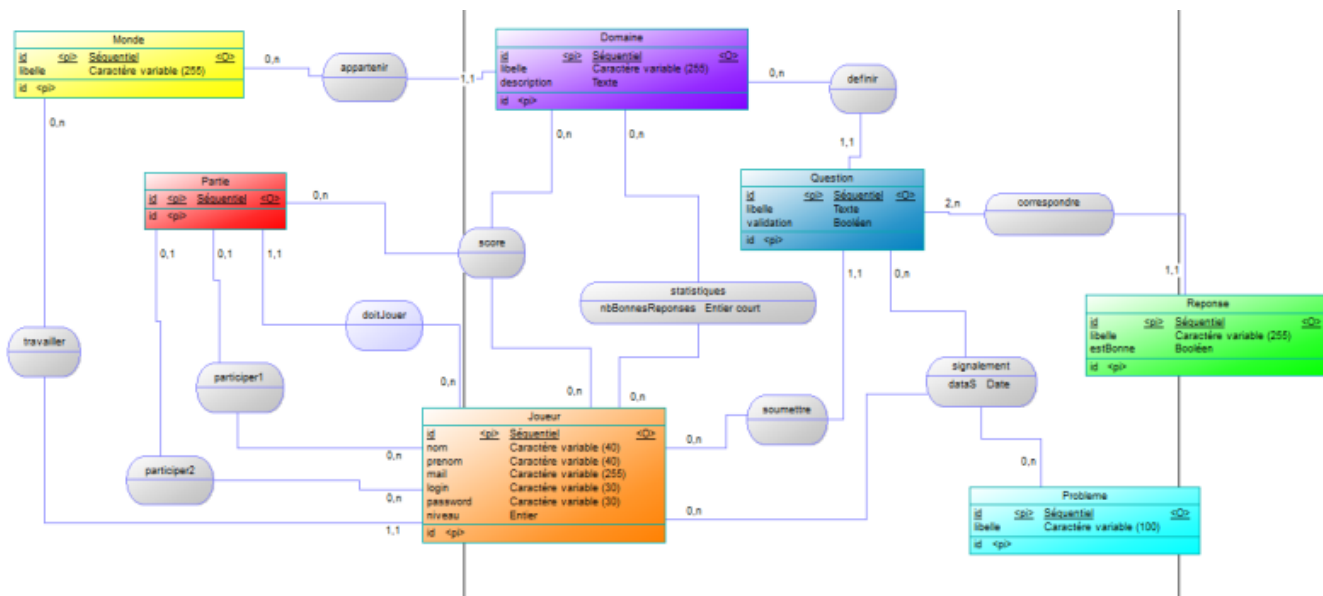 Monde
id <pi> Séquentiel <O>
libelle Caractère variable (255)
id <pi>
0,n
appartenir
1,1
Domaine
id <pi> Séquentiel <O>
libelle Caractère variable (255)
description Texte
id <pi>
0,n
definir
0,n
0,n
0,n
1,1
Partie
id <pi> Séquentiel <O>
id <pi>
0,n
Question
id <pi> Séquentiel <O>
libelle Texte
validation Booléen
id <pi>
2,n
correspondre
score
0,1
0,1
1,1
1,1
0,n
1,1
statistiques
nbBonnesReponses Entier court
Reponse
id <pi> Séquentiel <O>
libelle Caractère variable (255)
estBonne Booléen
id <pi>
doitJouer
travailler
participer1
signalement
dataS Date
0,n
0,n
0,n
soumettre
Joueur
id <pi> Séquentiel <O>
nom Caractère variable (40)
prenom Caractère variable (40)
mail Caractère variable (255)
login Caractère variable (30)
password Caractère variable (30)
niveau Entier
id <pi>
0,n
0,n
participer2
0,n
0,n
0,n
1,1
Probleme
id <pi> Séquentiel <O>
libelle Caractère variable (100)
id <pi>